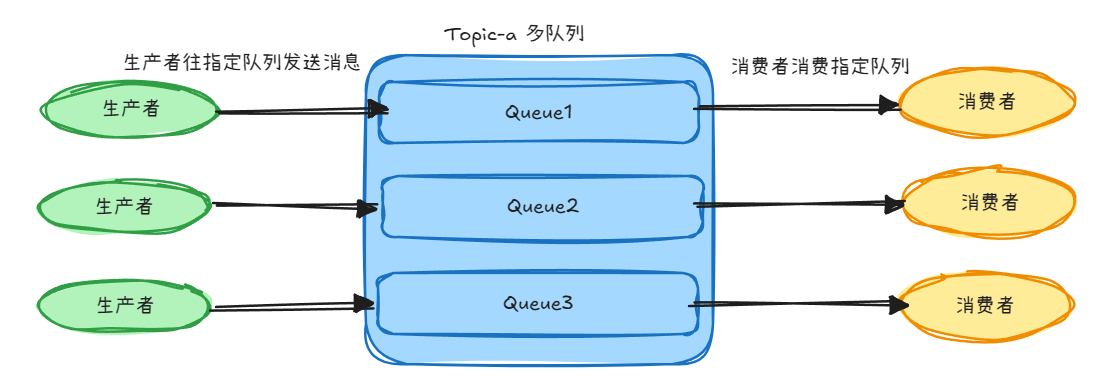 Topic-a 多队列
生产者往指定队列发送消息
消费者消费指定队列
生产者
Queue1
消费者
生产者
Queue2
消费者
生产者
Queue3
消费者